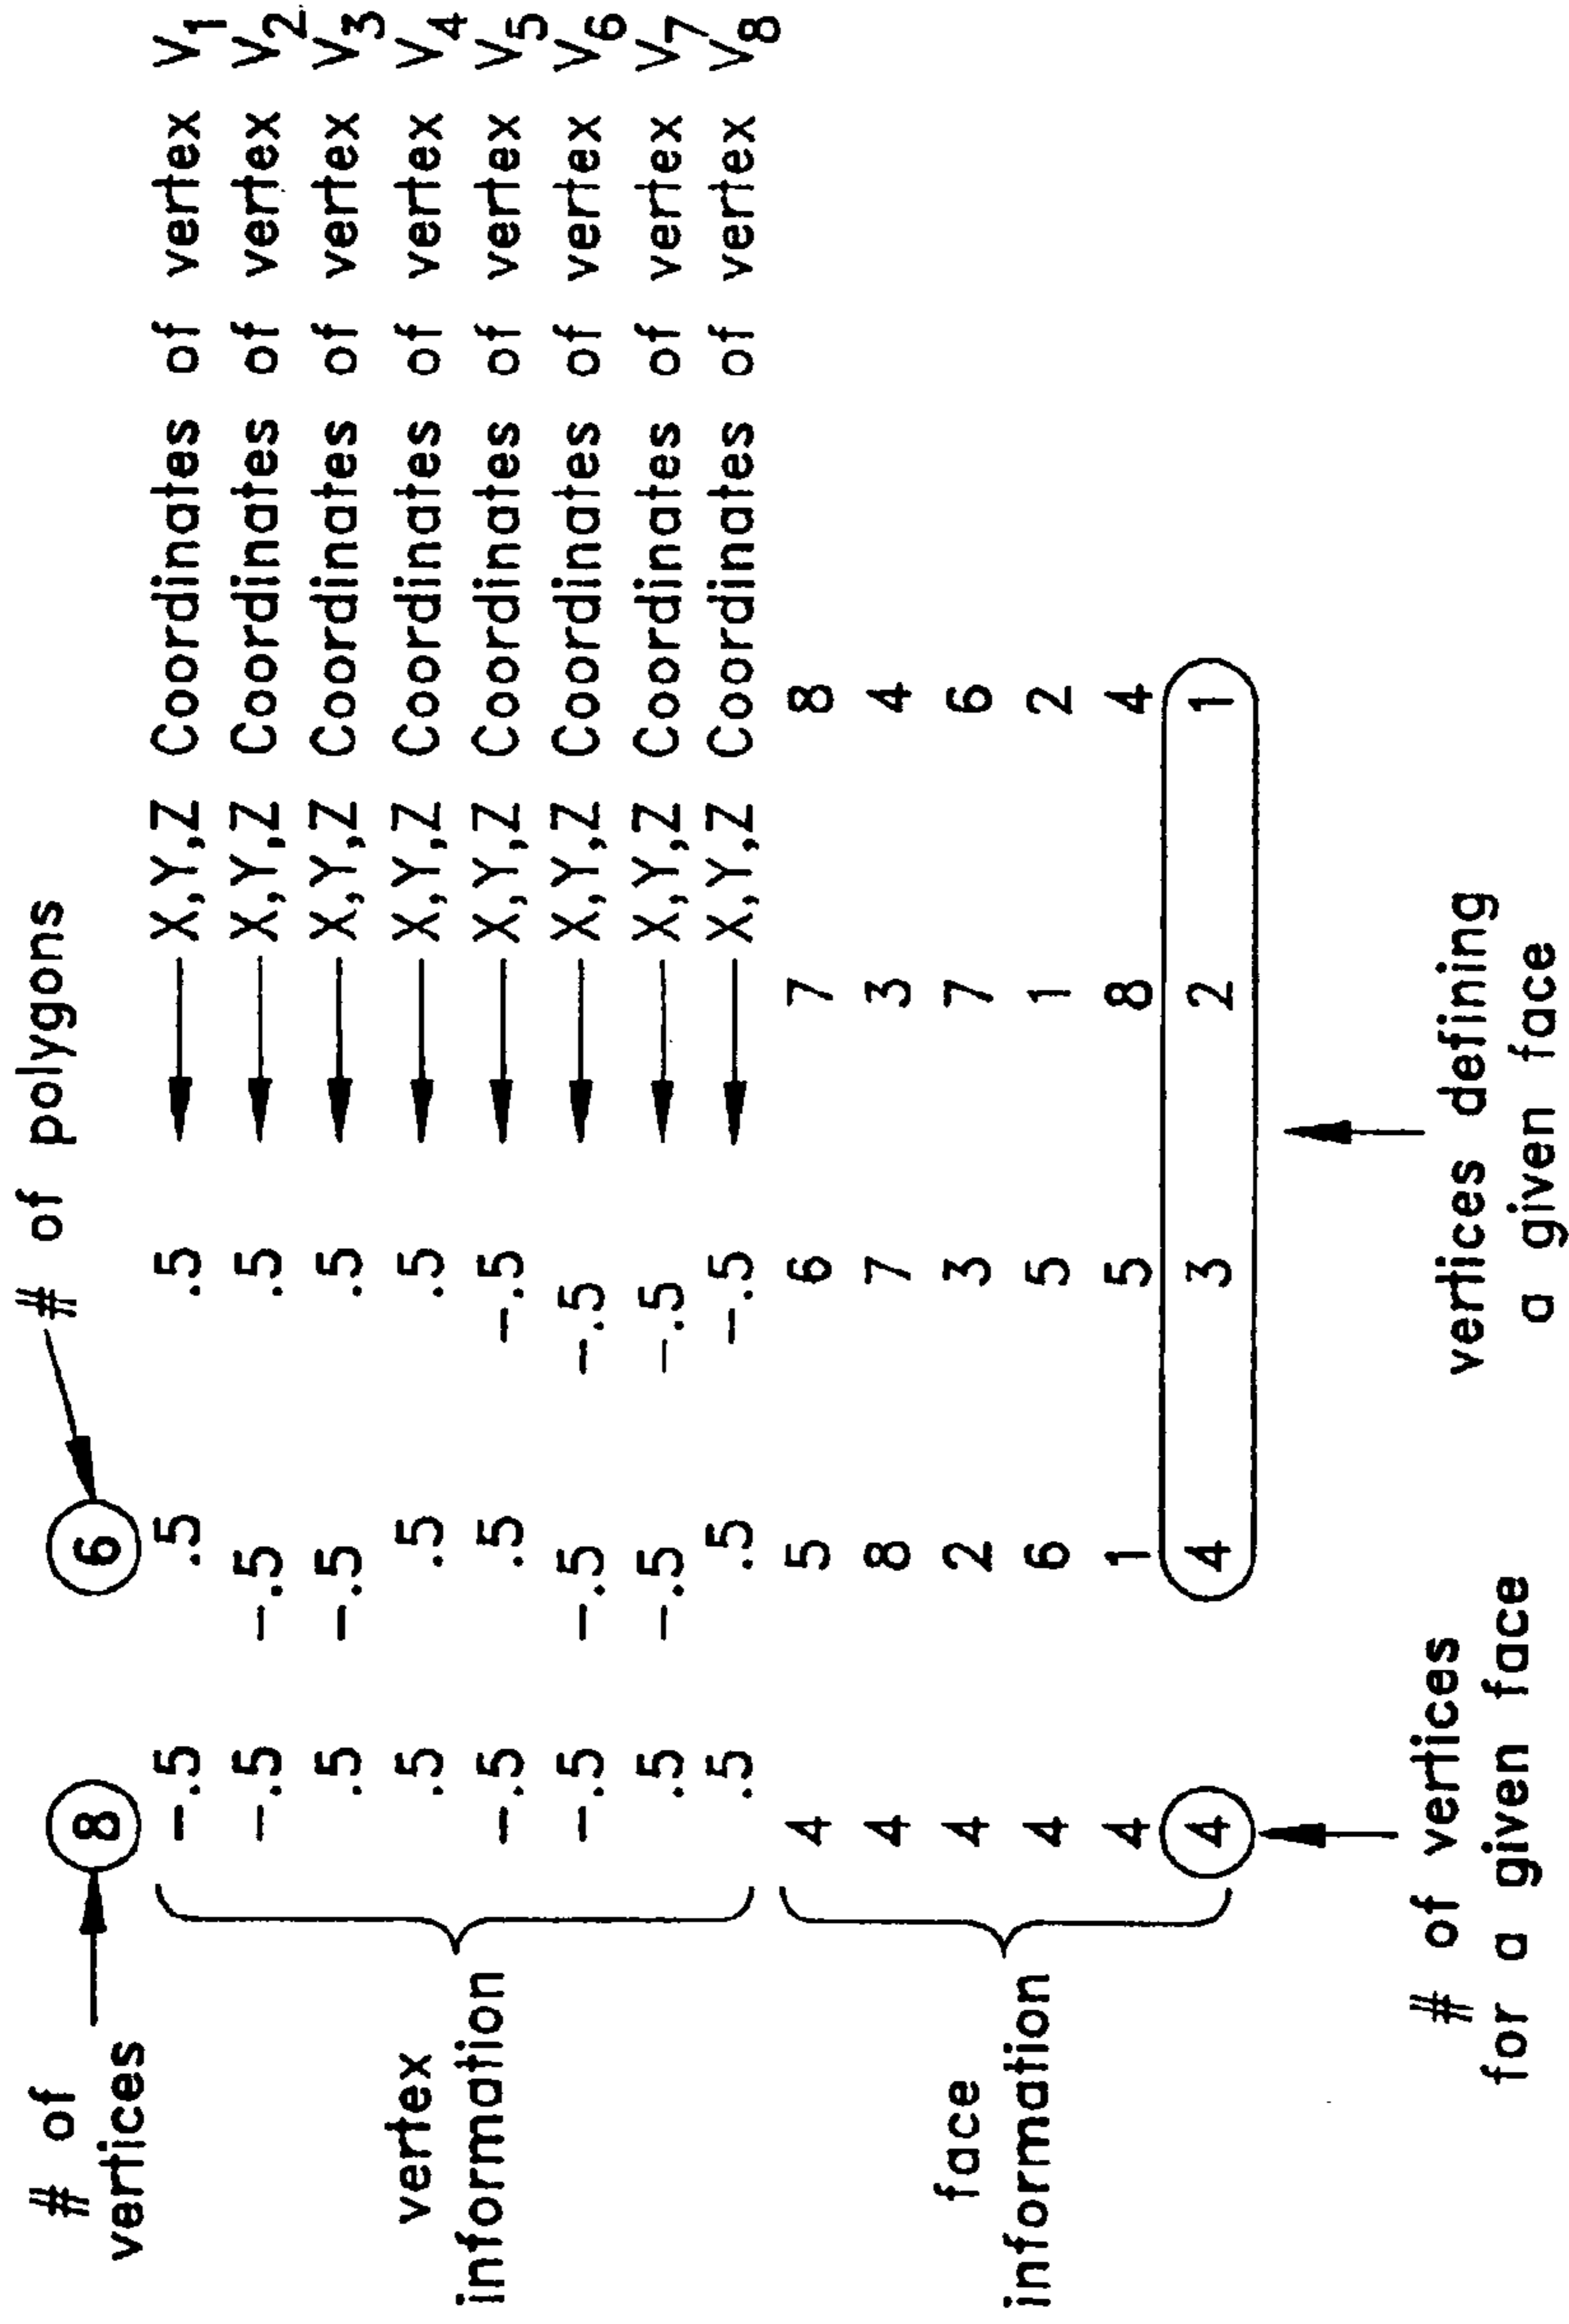 # of polygons
# of
vertices
8 6
-.5 .5 .5 X,Y,Z Coordinates of vertex V1
-.5 -.5 .5 X,Y,Z Coordinates of vertex V2
.5 -.5 .5 X,Y,Z Coordinates of vertex V3
.5 .5 .5 X,Y,Z Coordinates of vertex V4
-.5 .5 -.5 X,Y,Z Coordinates of vertex V5
-.5 -.5 -.5 X,Y,Z Coordinates of vertex V6
.5 -.5 -.5 X,Y,Z Coordinates of vertex V7
.5 .5 -.5 X,Y,Z Coordinates of vertex V8
vertex
information
4 5 6 7 8
4 8 7 3 4
4 2 3 7 6
4 6 5 1 2
4 1 5 8 4
4 4 3 2 1
face
information
# of vertices
for a given face
vertices defining
a given face